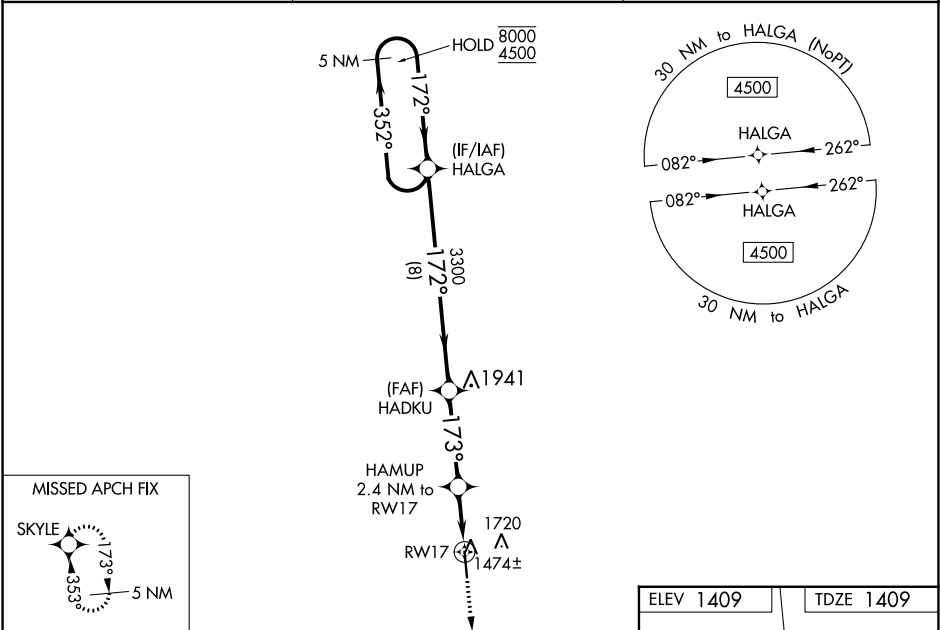 HOLD 8000
4500
5 NM
172°
352°
(IF/IAF)
HALGA
3300
172°
(8)
(FAF)
HADKU
1941
173°
HAMUP
2.4 NM to
RW17
1720
RW17
1474±
30 NM to HALGA (NoPT)
4500
HALGA
082°
262°
082°
262°
HALGA
4500
30 NM to HALGA
MISSED APCH FIX
SKYLE
173°
353°
5 NM
ELEV 1409
TDZE 1409